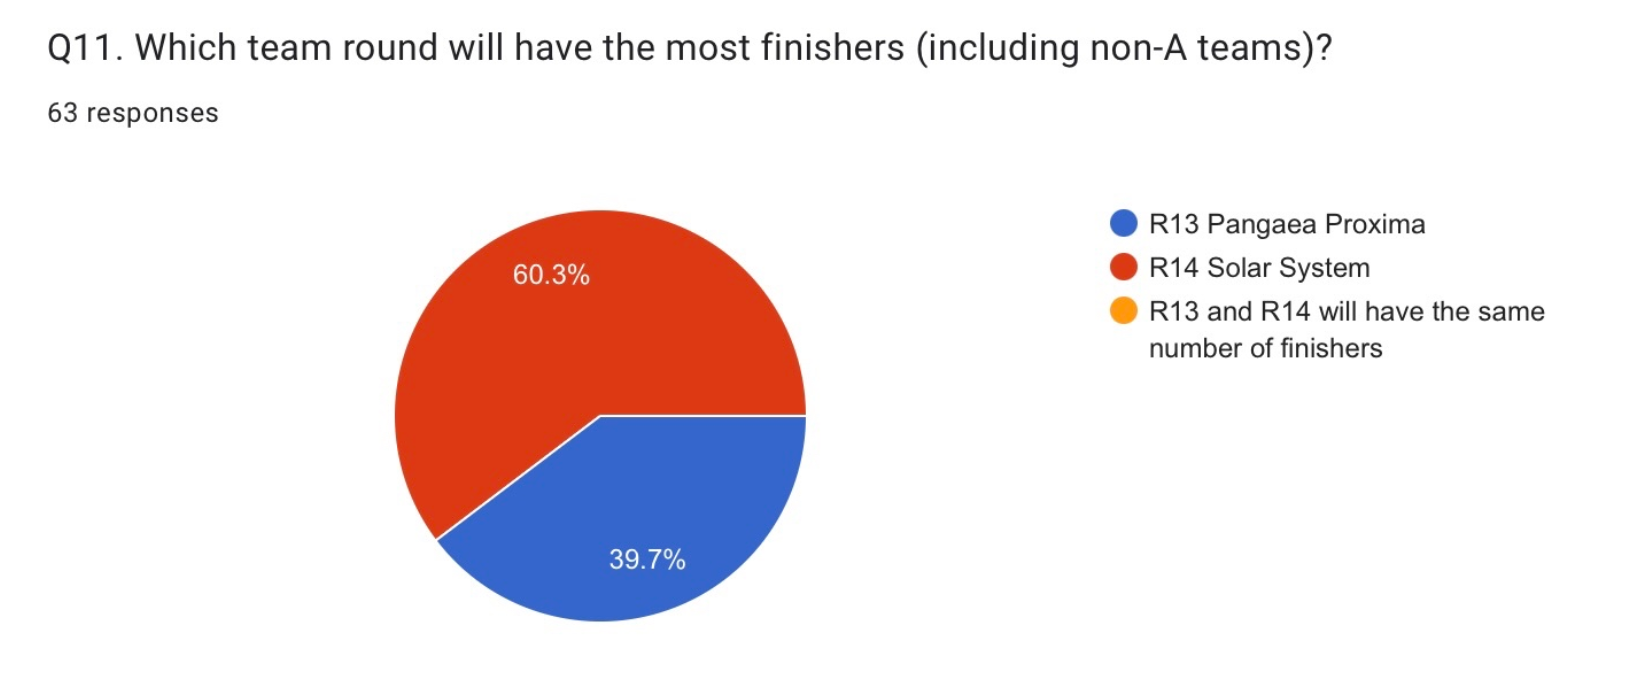 Q11. Which team round will have the most finishers (including non-A teams)?
63 responses
60.3%
39.7%
R13 Pangaea Proxima
R14 Solar System
R13 and R14 will have the same
number of finishers